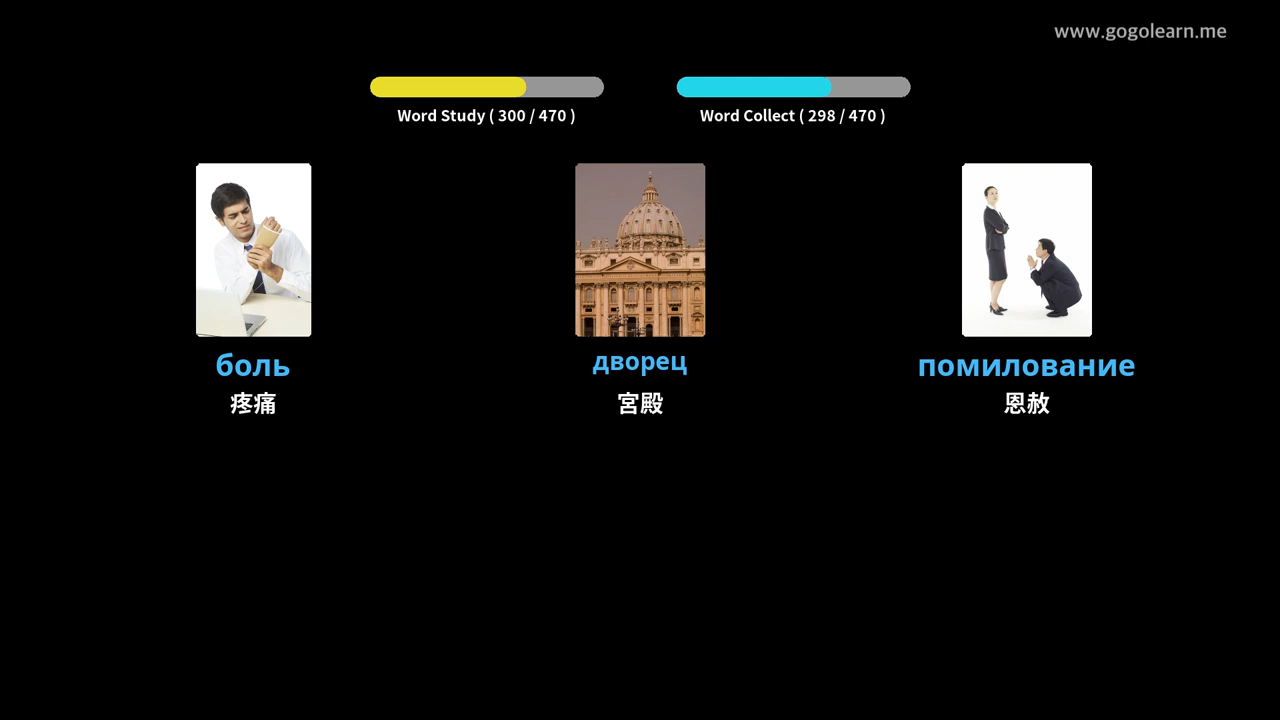 www.gogolearn.me
Word Study ( 300 / 470 )
Word Collect ( 298 / 470 )
боль
дворец
помилование
疼痛
宮殿
恩赦